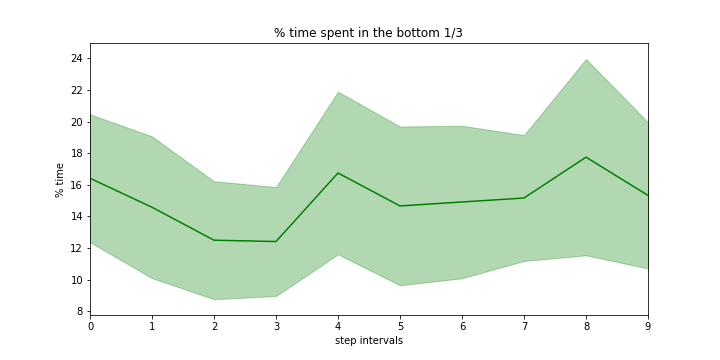 % time spent in the bottom 1/3
24
22
20
18
16
14
12
10
8
% time
0 1 2 3 4 5 6 7 8 9
step intervals